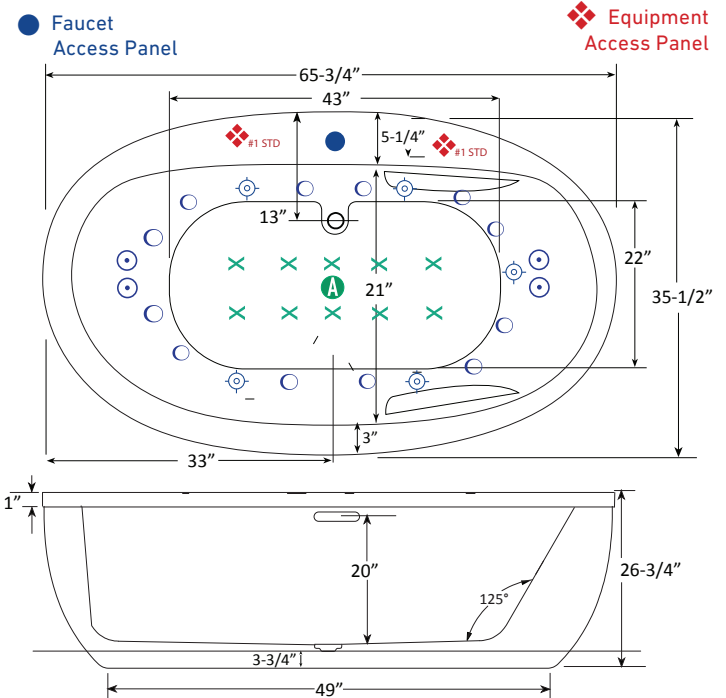 Faucet
Access Panel
Equipment
Access Panel
65-3/4”
43”
5-1/4”
#1 STD
#1 STD
13”
22”
A
21”
35-1/2”
3”
33”
1”
20”
26-3/4”
125°
3-3/4”
49”